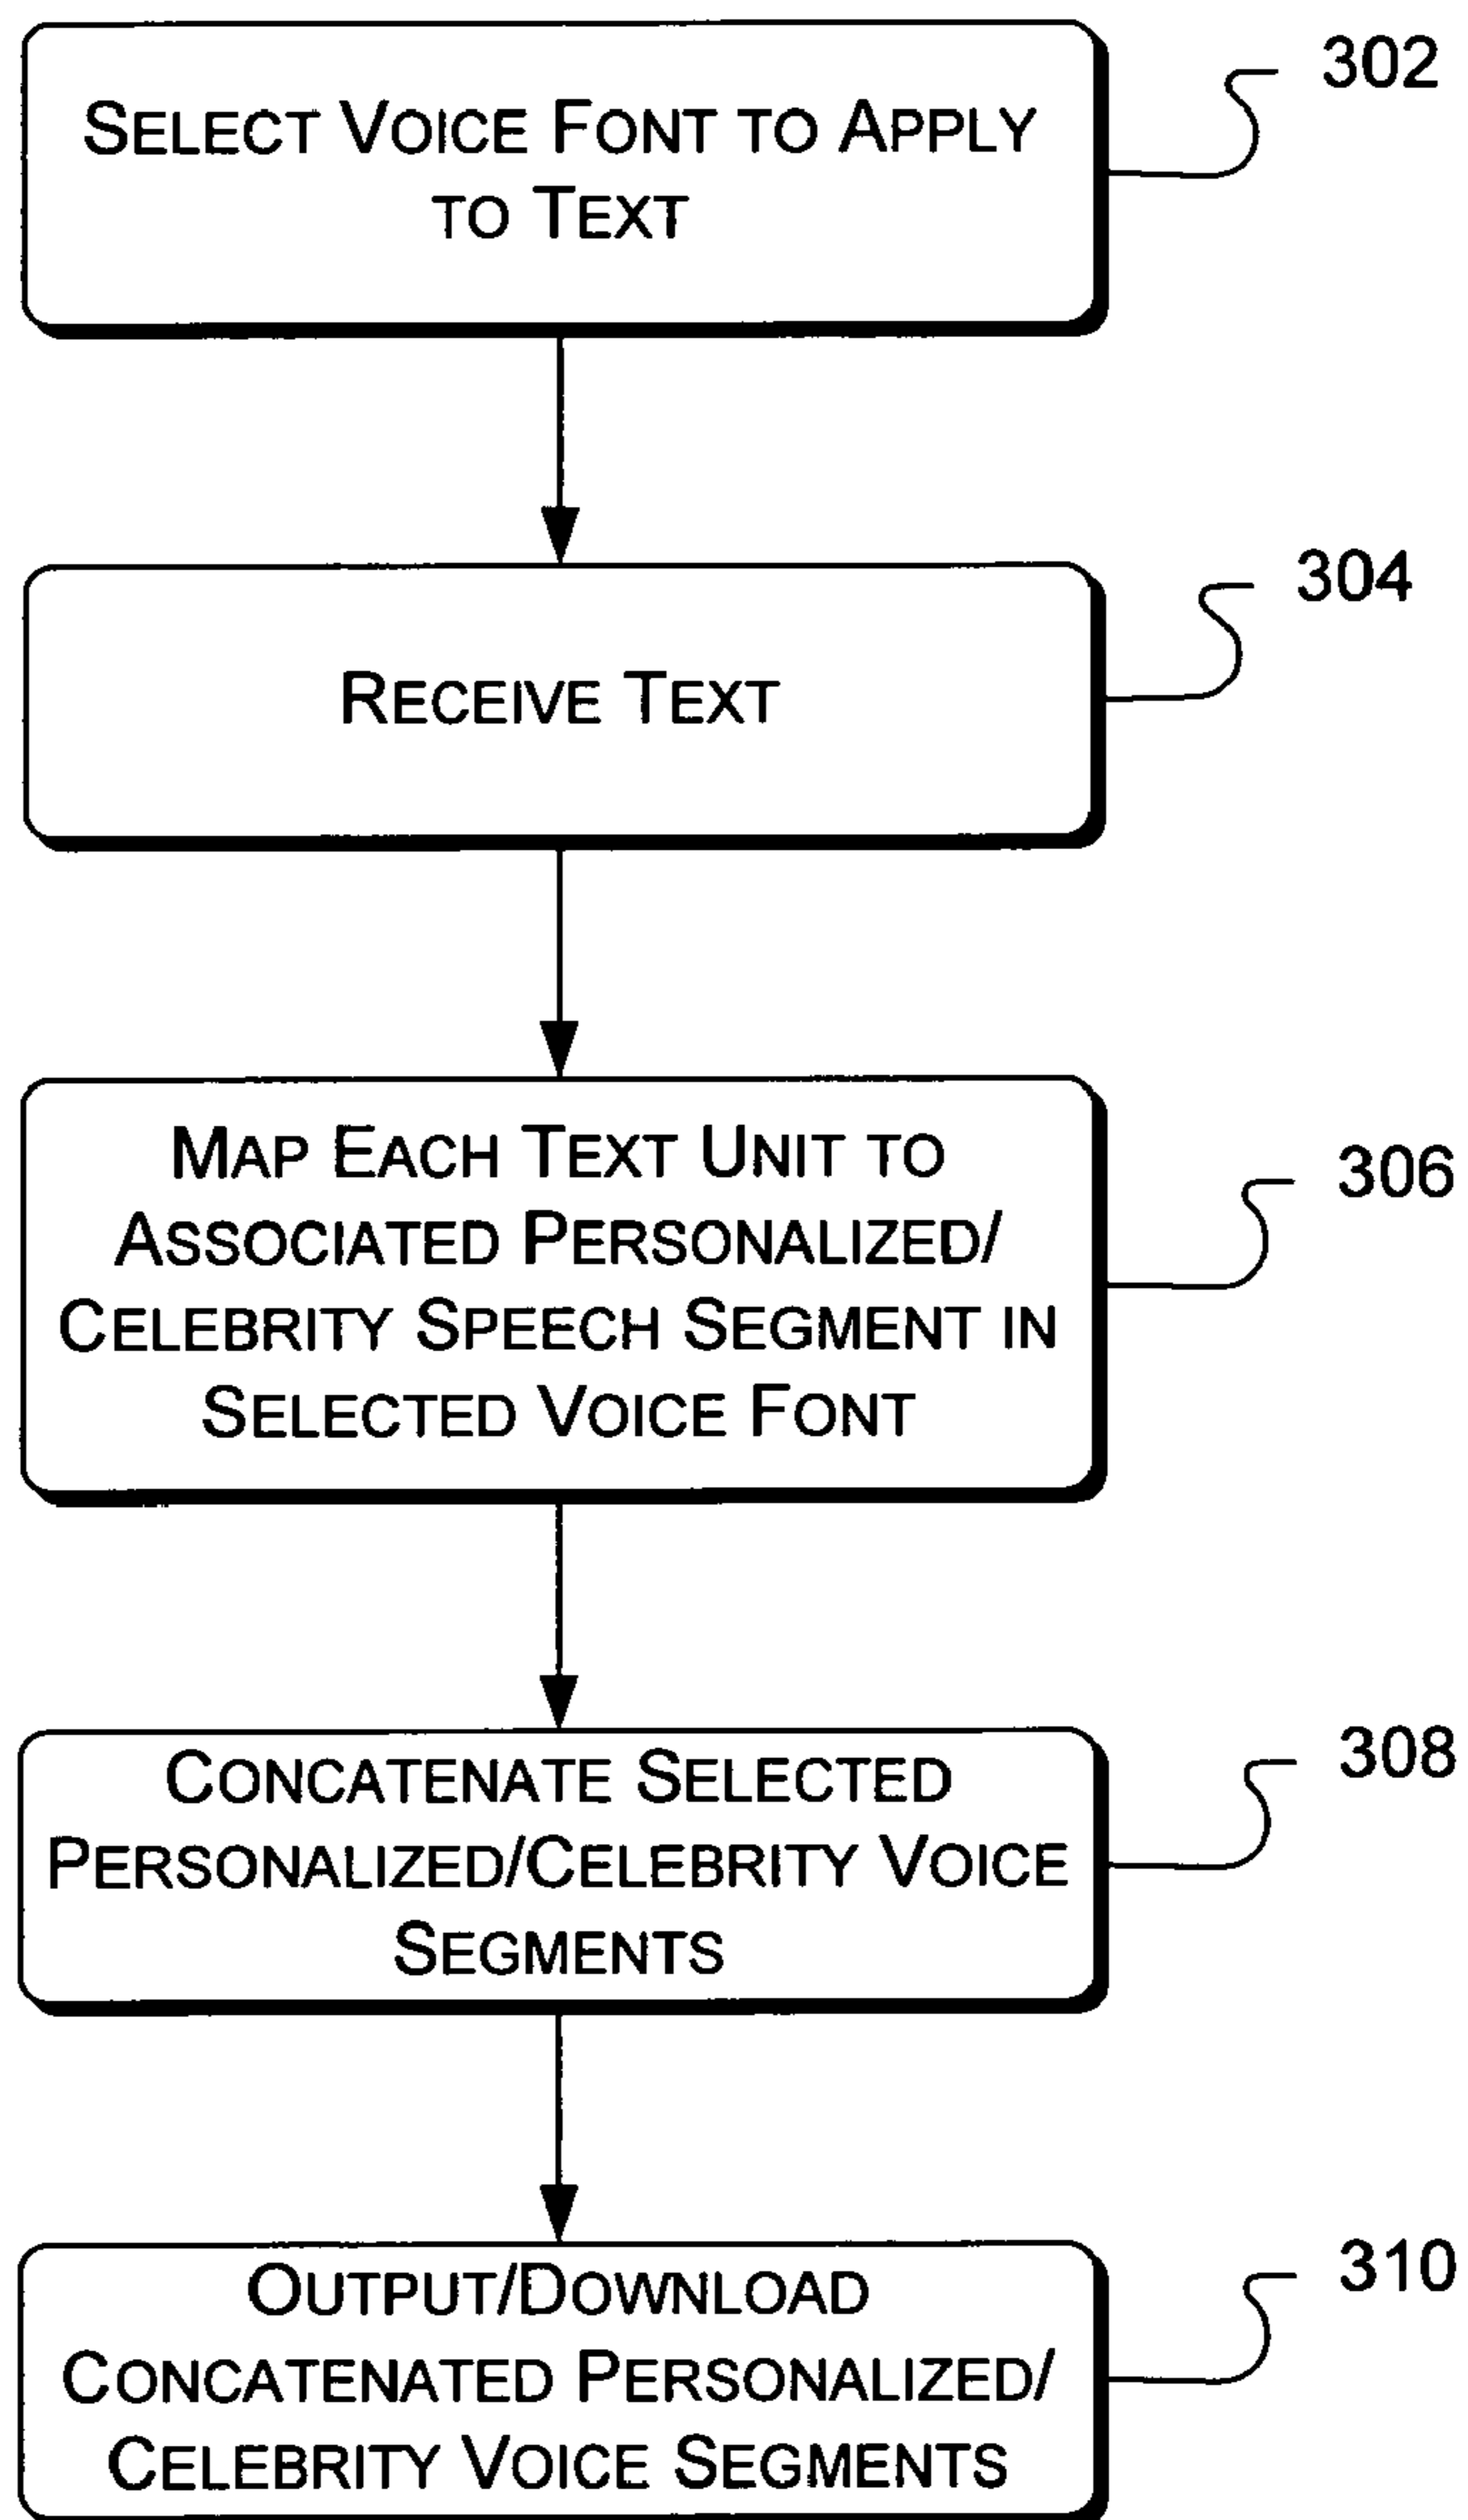 SELECT VOICE FONT TO APPLY
TO TEXT
302
RECEIVE TEXT
304
MAP EACH TEXT UNIT TO
ASSOCIATED PERSONALIZED/
CELEBRITY SPEECH SEGMENT IN
SELECTED VOICE FONT
306
CONCATENATE SELECTED
PERSONALIZED/CELEBRITY VOICE
SEGMENTS
308
OUTPUT/DOWNLOAD
CONCATENATED PERSONALIZED/
CELEBRITY VOICE SEGMENTS
310